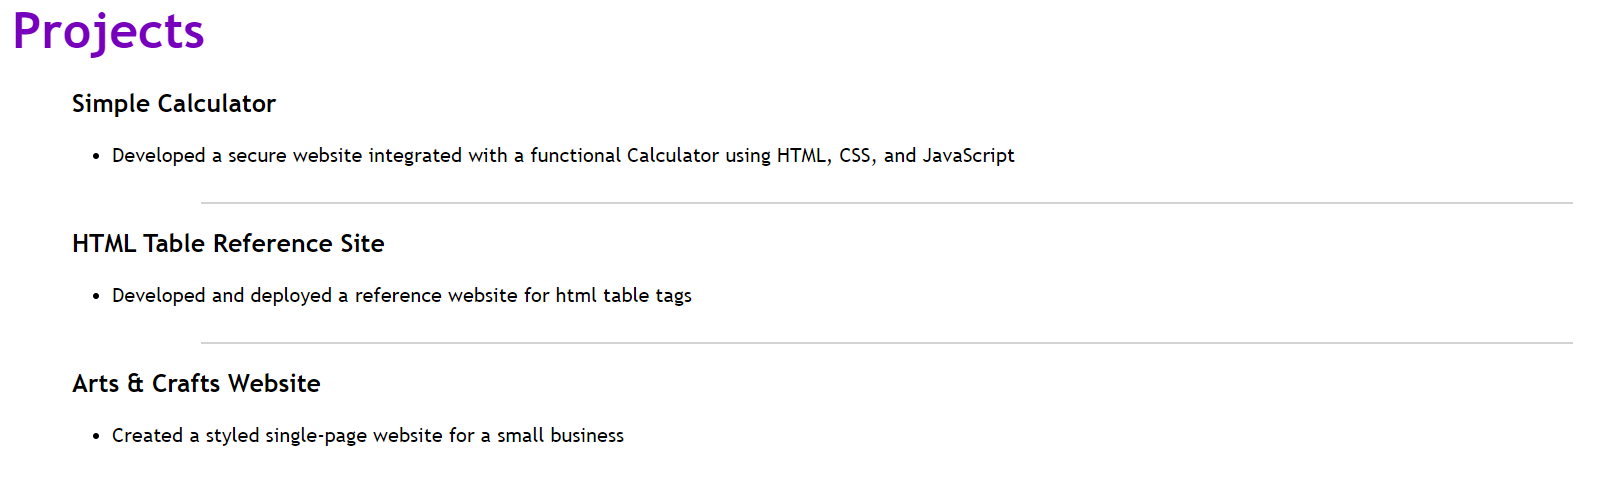 Projects
Simple Calculator
• Developed a secure website integrated with a functional Calculator using HTML, CSS, and JavaScript
HTML Table Reference Site
• Developed and deployed a reference website for html table tags
Arts & Crafts Website
• Created a styled single-page website for a small business